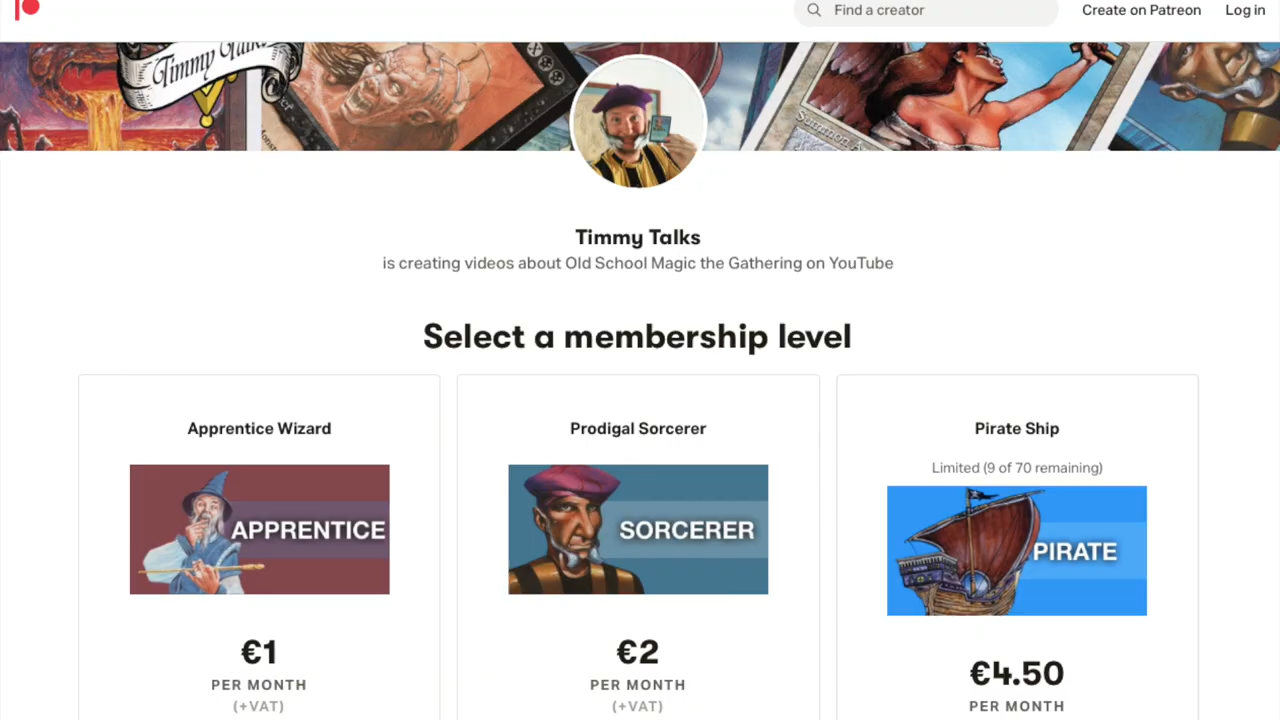 Find a creator
Create on Patreon
Log in
Timmy Talks
Summon A
Timmy Talks
is creating videos about Old School Magic the Gathering on YouTube
Select a membership level
Apprentice Wizard
Prodigal Sorcerer
Pirate Ship
Limited (9 of 70 remaining)
APPRENTICE
SORCERER
PIRATE
€1
PER MONTH
(+VAT)
€2
PER MONTH
(+VAT)
€4.50
PER MONTH